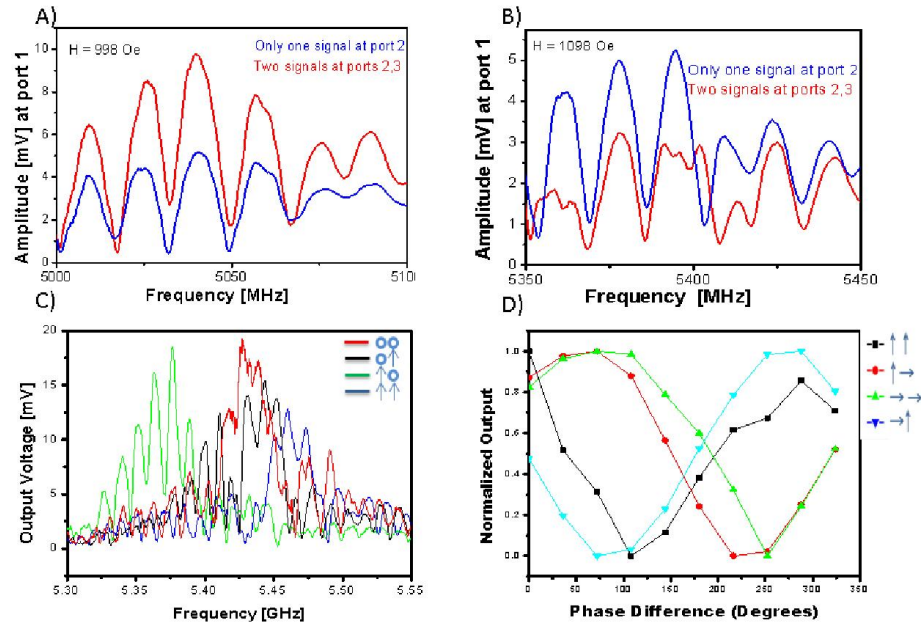 A)
H = 998 Oe
Only one signal at port 2
Two signals at ports 2,3
Amplitude [mV] at port 1
10
8
6
4
2
0
5000
5050
510
Frequency [MHz]
B)
H = 1098 Oe
Only one signal at port 2
Two signals at ports 2,3
Amplitude [mV] at port 1
5
4
3
2
1
0
5350
5400
5450
Frequency [MHz]
C)
Output Voltage [mV]
20
15
10
5
0
5.30
5.35
5.40
5.45
5.50
5.55
Frequency [GHz]
D)
Normalized Output
1.0
0.8
0.6
0.4
0.2
0.0
0
50
100
150
200
250
300
350
Phase Difference (Degrees)